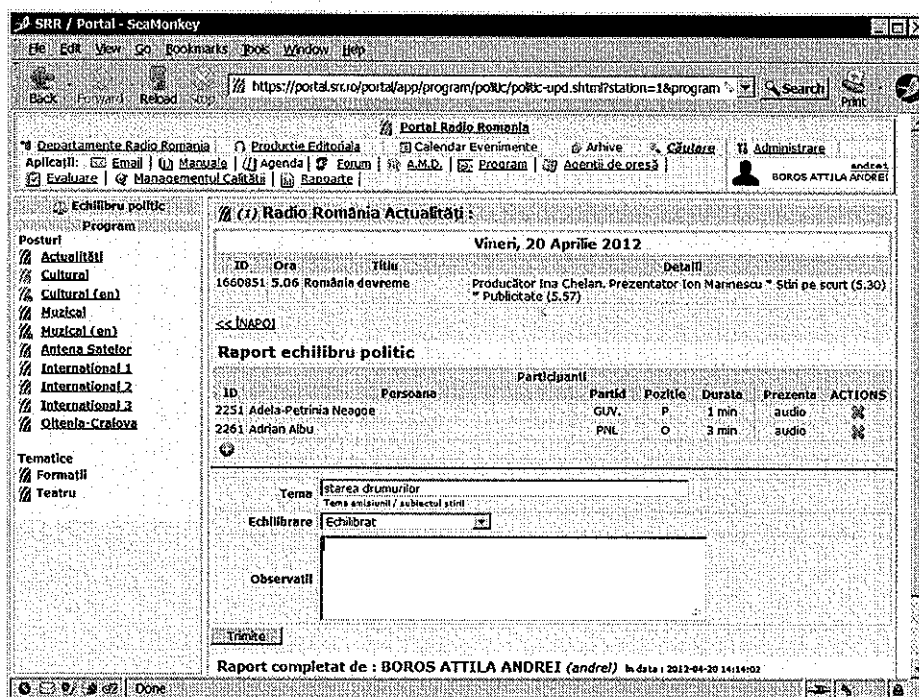 SRR / Portal - SeaMonkey
File Edit View Go Bookmarks Tools Window Help
Back Forward Reload Stop https://portal.srr.ro/portal/app/program/politic/politic-upd.shtml?station=1&program Search Print
Portal Radio Romania
Departamente Radio Romania Productie Editoriala Calendar Evenimente Arhive Căutare Administrare
Aplicații: Email | Manuale | Agenda | Forum | A.M.D. | Program | Agentii de oresă |
Evaluare | Managementul Calității | Rapoarte |
andrei
BOROS ATTILA ANDREI
Echilibru politic
Program
Posturi
Actualităti
Cultural
Cultural (en)
Muzical
Muzical (en)
Antena Satelor
International 1
International 2
International 3
Oltenia-Craiova
Tematice
Formații
Teatru
(1) Radio România Actualități :
Vineri, 20 Aprilie 2012
ID Ora Titlu Detalii
1660851 5.06 România devreme Producător Ina Chelan. Prezentator Ion Marinescu * Stiri pe scurt (5.30)
* Publicitate (5.57)
<< ÎNAPOI
Raport echilibru politic
Participanti
ID Persoana Partid Pozitie Durata Prezenta ACTIONS
2251 Adela-Petrinia Neagoe GUV. P 1 min audio
2261 Adrian Albu PNL O 3 min audio
Tema starea drumurilor
Tema emisiunii / subiectul stirii
Echilibrare Echilibrat
Observatii
Trimite
Raport completat de : BOROS ATTILA ANDREI (andrei) In data : 2012-04-20 14:14:02
Done